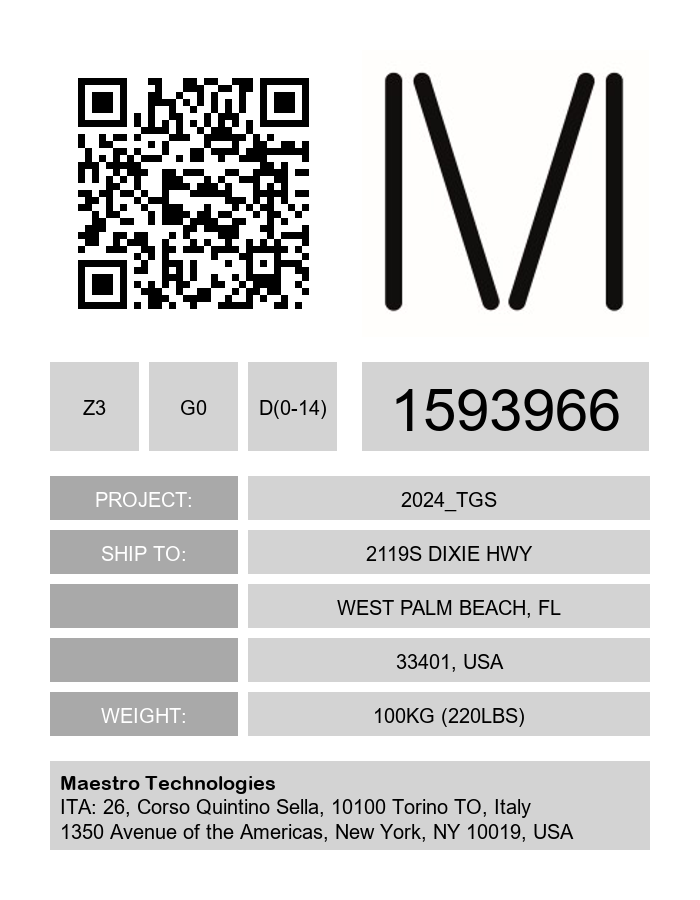 M
Z3 G0 D(0-14) 1593966
PROJECT: 2024_TGS
SHIP TO: 2119S DIXIE HWY
WEST PALM BEACH, FL
33401, USA
WEIGHT: 100KG (220LBS)
Maestro Technologies
ITA: 26, Corso Quintino Sella, 10100 Torino TO, Italy
1350 Avenue of the Americas, New York, NY 10019, USA